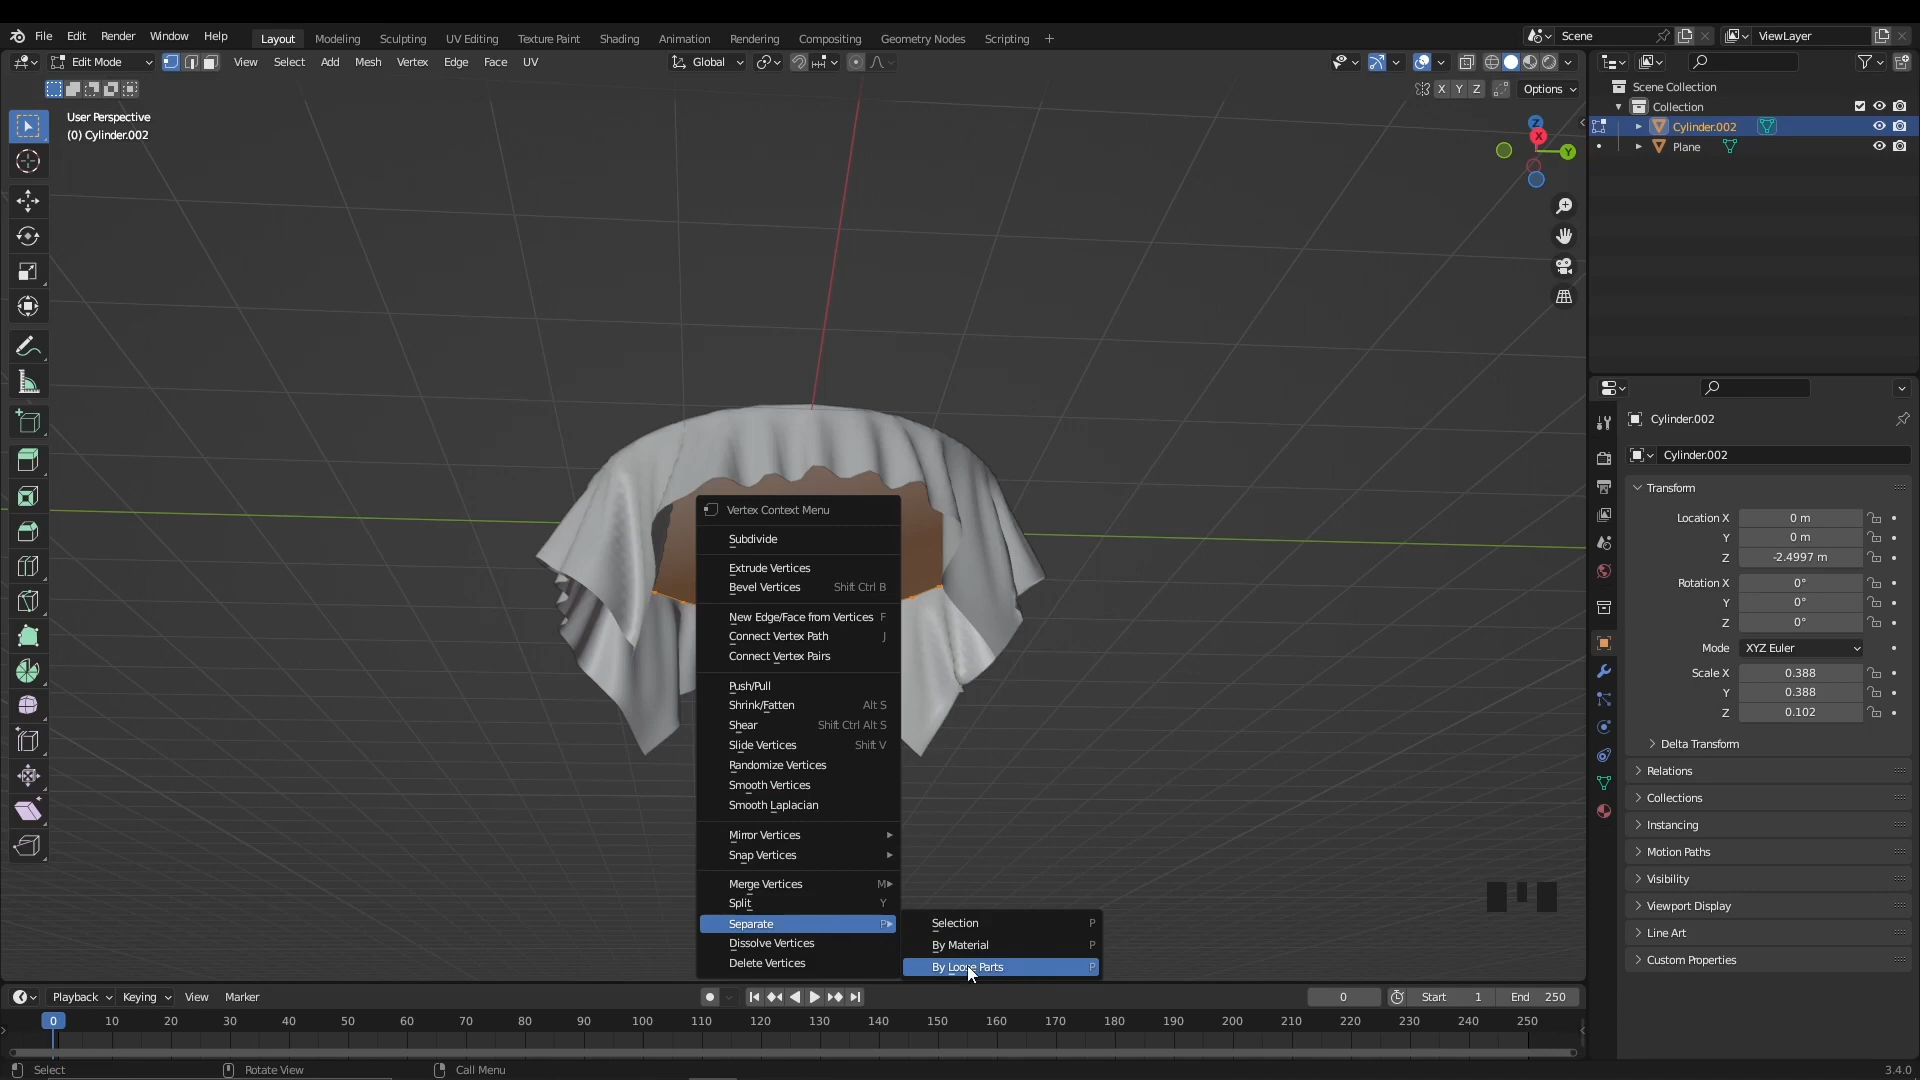 File Edit Render Window Help Layout Modeling Sculpting UV Editing Texture Paint Shading Animation Rendering Compositing Geometry Nodes Scripting + Scene ViewLayer
Edit Mode View Select Add Mesh Vertex Edge Face UV Global
X Y Z Options
User Perspective
(0) Cylinder.002
Z
X
Y
Scene Collection
Collection
Cylinder.002
Plane
Vertex Context Menu
Subdivide
Extrude Vertices
Bevel Vertices Shift Ctrl B
New Edge/Face from Vertices F
Connect Vertex Path J
Connect Vertex Pairs
Push/Pull
Shrink/Fatten Alt S
Shear Shift Ctrl Alt S
Slide Vertices Shift V
Randomize Vertices
Smooth Vertices
Smooth Laplacian
Mirror Vertices
Snap Vertices
Merge Vertices M
Split Y
Separate P
Dissolve Vertices
Delete Vertices
Selection P
By Material P
By Loose Parts P
Cylinder.002
Cylinder.002
Transform
Location X 0 m
Y 0 m
Z -2.4997 m
Rotation X 0°
Y 0°
Z 0°
Mode XYZ Euler
Scale X 0.388
Y 0.388
Z 0.102
Delta Transform
Relations
Collections
Instancing
Motion Paths
Visibility
Viewport Display
Line Art
Custom Properties
Playback Keying View Marker 0 Start 1 End 250
0 10 20 30 40 50 60 70 80 90 100 110 120 130 140 150 160 170 180 190 200 210 220 230 240 250
Select Rotate View Call Menu 3.4.0